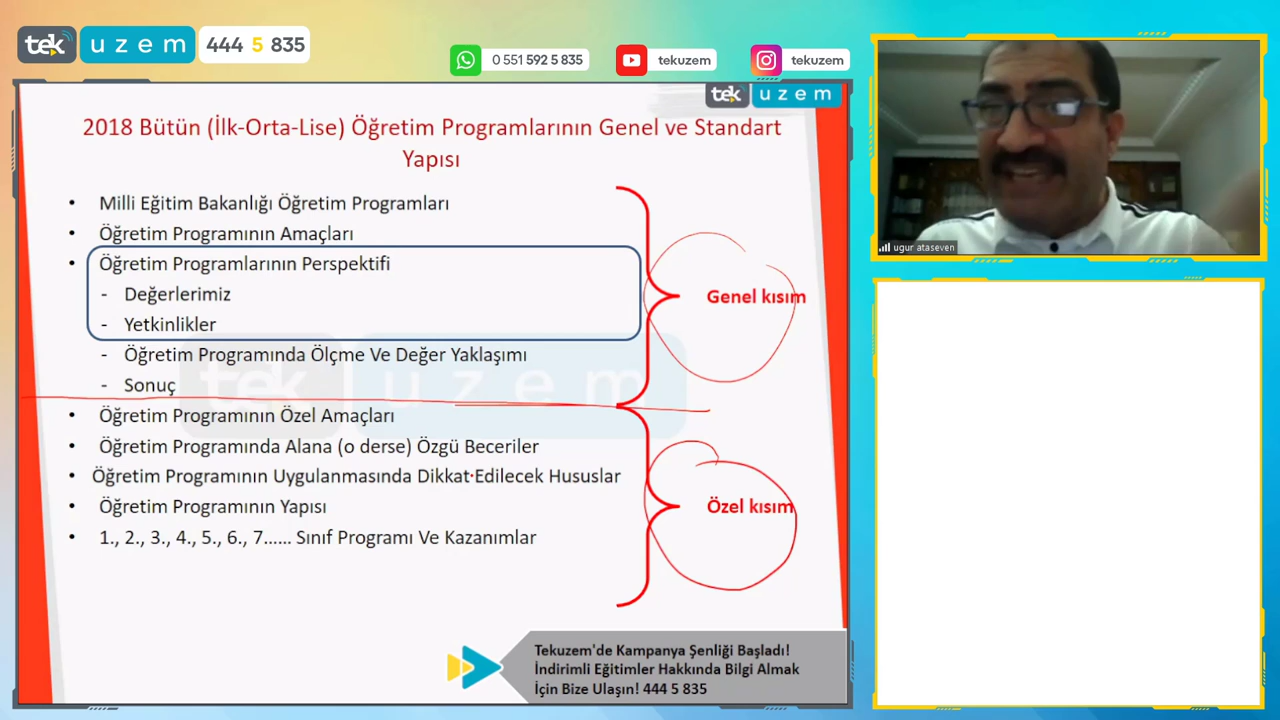 tek uzem 444 5 835
0 551 592 5 835
tekuzem
tekuzem
tek uzem
2018 Bütün (İlk-Orta-Lise) Öğretim Programlarının Genel ve Standart
Yapısı
• Milli Eğitim Bakanlığı Öğretim Programları
• Öğretim Programının Amaçları
• Öğretim Programlarının Perspektifi
- Değerlerimiz
- Yetkinlikler
- Öğretim Programında Ölçme Ve Değer Yaklaşımı
- Sonuç
Genel kısım
• Öğretim Programının Özel Amaçları
• Öğretim Programında Alana (o derse) Özgü Beceriler
• Öğretim Programının Uygulanmasında Dikkat Edilecek Hususlar
• Öğretim Programının Yapısı
• 1., 2., 3., 4., 5., 6., 7...... Sınıf Programı Ve Kazanımlar
Özel kısım
tek uzem
Tekuzem'de Kampanya Şenliği Başladı!
İndirimli Eğitimler Hakkında Bilgi Almak
İçin Bize Ulaşın! 444 5 835
ugur ataseven